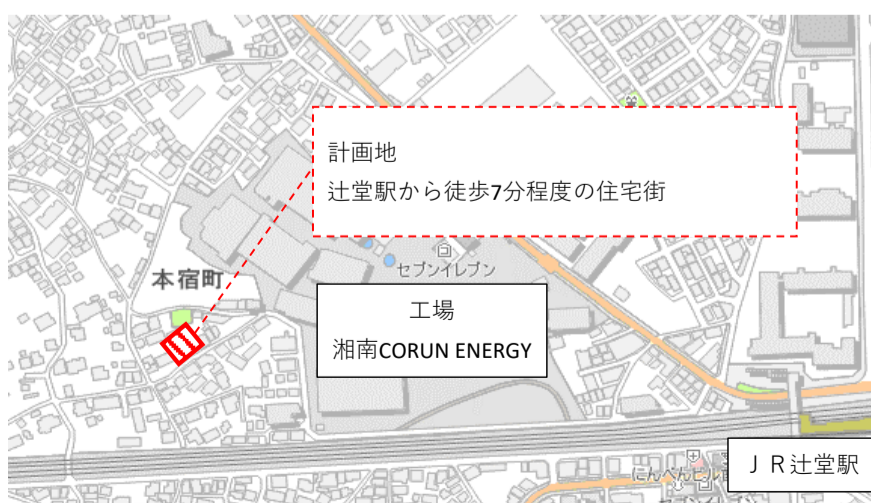 計画地
辻堂駅から徒歩7分程度の住宅街
セブンイレブン
本宿町
工場
湘南CORUN ENERGY
JR辻堂駅